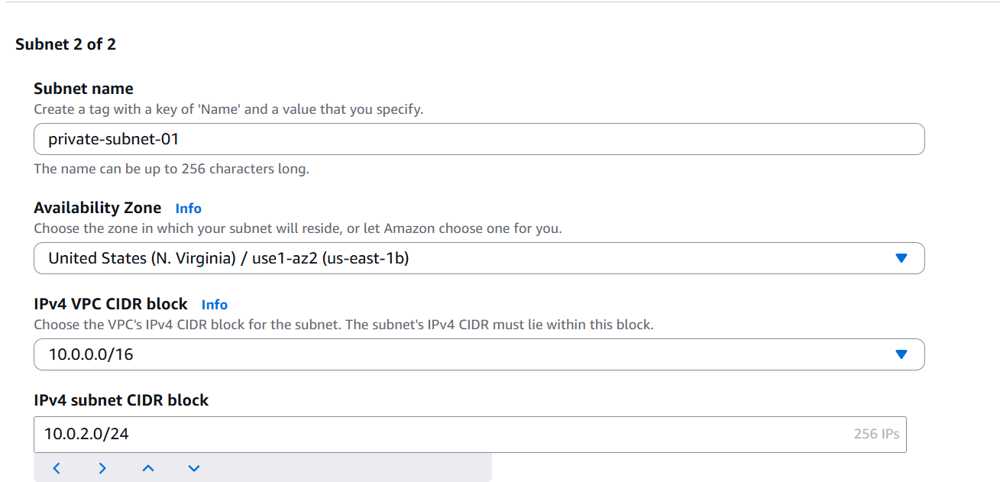 Subnet 2 of 2
Subnet name
Create a tag with a key of 'Name' and a value that you specify.
private-subnet-01
The name can be up to 256 characters long.
Availability Zone Info
Choose the zone in which your subnet will reside, or let Amazon choose one for you.
United States (N. Virginia) / use1-az2 (us-east-1b)
IPv4 VPC CIDR block Info
Choose the VPC's IPv4 CIDR block for the subnet. The subnet's IPv4 CIDR must lie within this block.
10.0.0.0/16
IPv4 subnet CIDR block
10.0.2.0/24 256 IPs